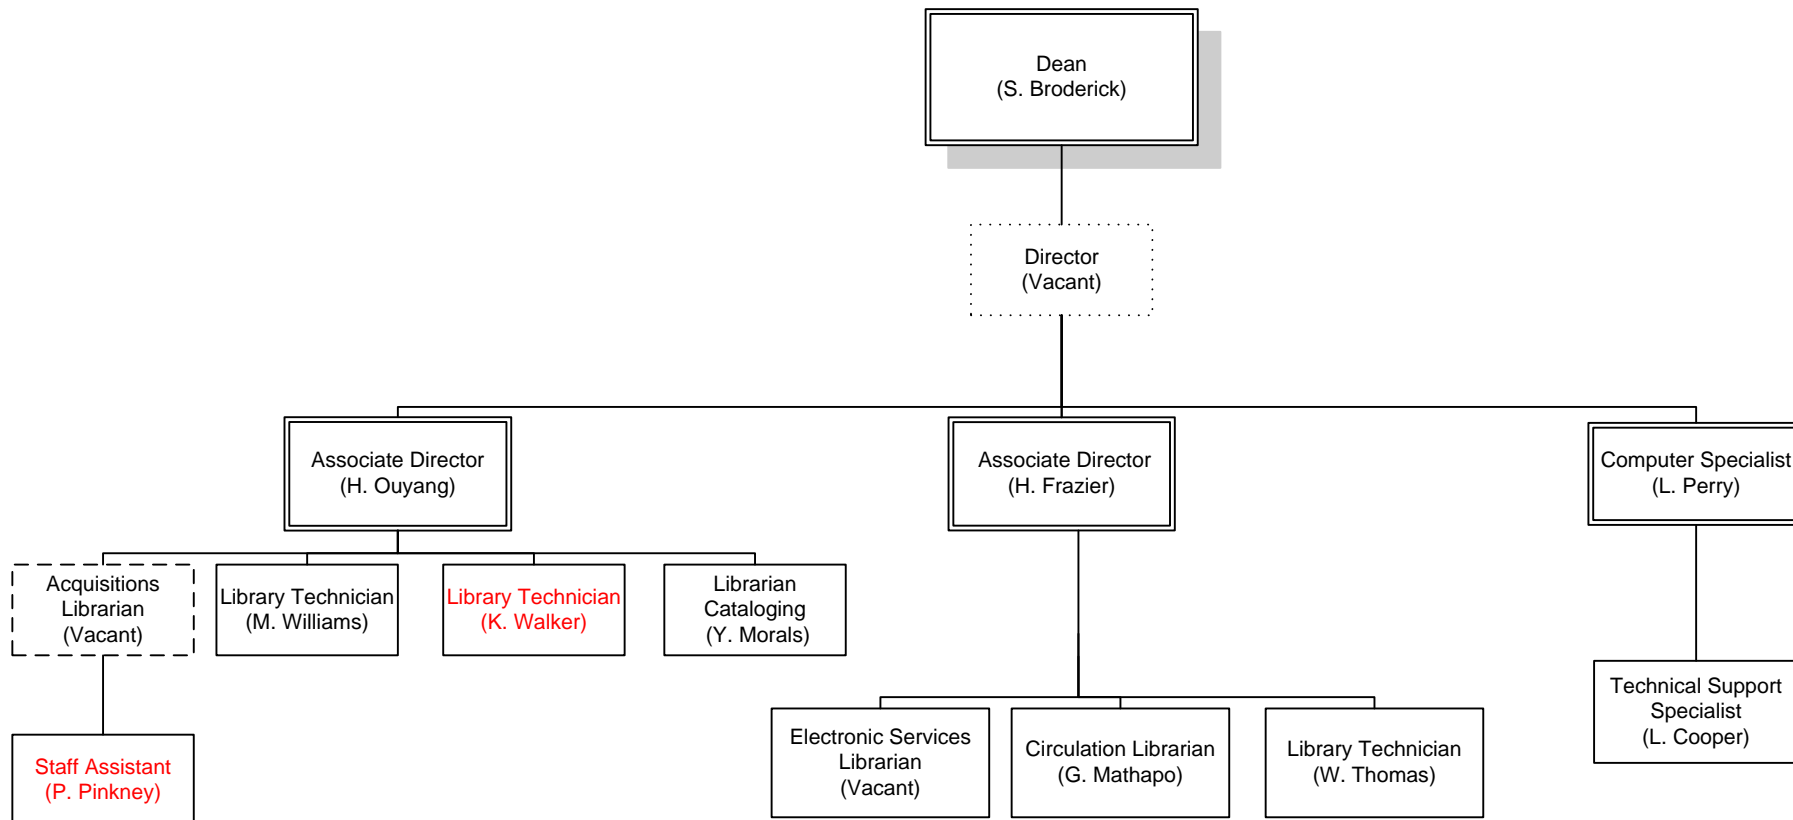 Dean
(S. Broderick)
Director
(Vacant)
Associate Director
(H. Ouyang)
Associate Director
(H. Frazier)
Computer Specialist
(L. Perry)
Acquisitions
Librarian
(Vacant)
Library Technician
(M. Williams)
Library Technician
(K. Walker)
Librarian
Cataloging
(Y. Morals)
Staff Assistant
(P. Pinkney)
Electronic Services
Librarian
(Vacant)
Circulation Librarian
(G. Mathapo)
Library Technician
(W. Thomas)
Technical Support
Specialist
(L. Cooper)